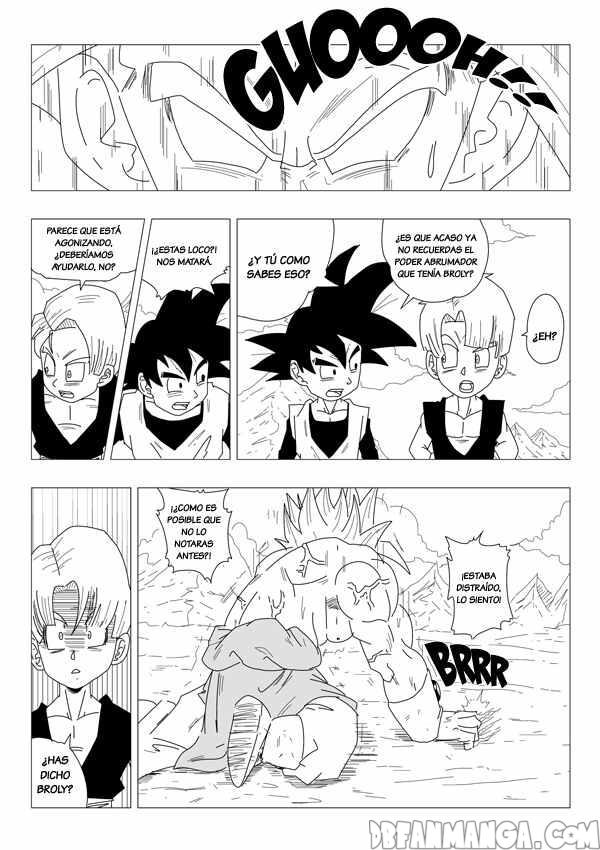 GUOOOH!!!
PARECE QUE ESTÁ
AGONIZANDO,
¿DEBERÍAMOS
AYUDARLO, NO?
¡¿ESTAS LOCO?!
NOS MATARÁ.
¿Y TÚ COMO
SABES ESO?
¿ES QUE ACASO YA
NO RECUERDAS EL
PODER ABRUMADOR
QUE TENÍA BROLY?
¿EH?
¿HAS
DICHO
BROLY?
¡¿COMO ES
POSIBLE QUE
NO LO
NOTARAS
ANTES?!
¡ESTABA
DISTRAÍDO,
LO SIENTO!
BRRR
DBFANMANGA.COM